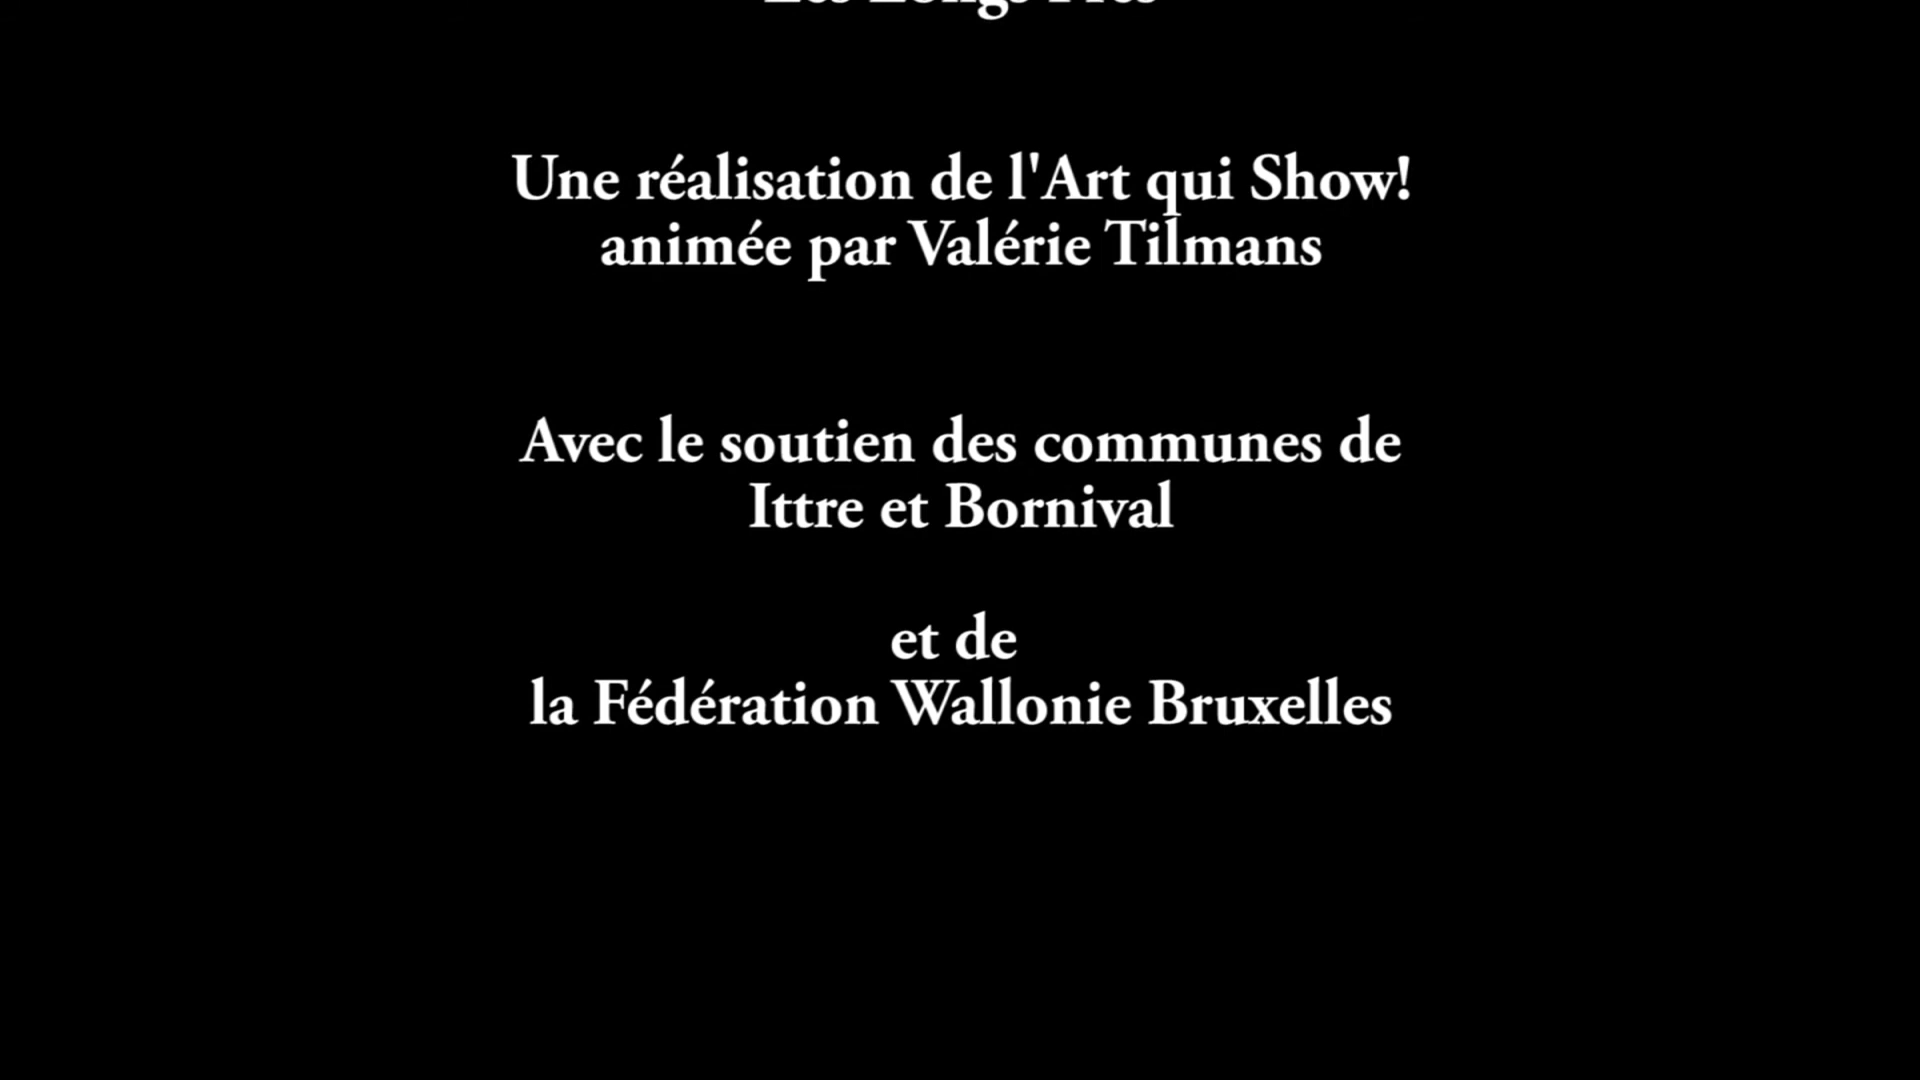 Une réalisation de l'Art qui Show!
animée par Valérie Tilmans
Avec le soutien des communes de
Ittre et Bornival
et de
la Fédération Wallonie Bruxelles